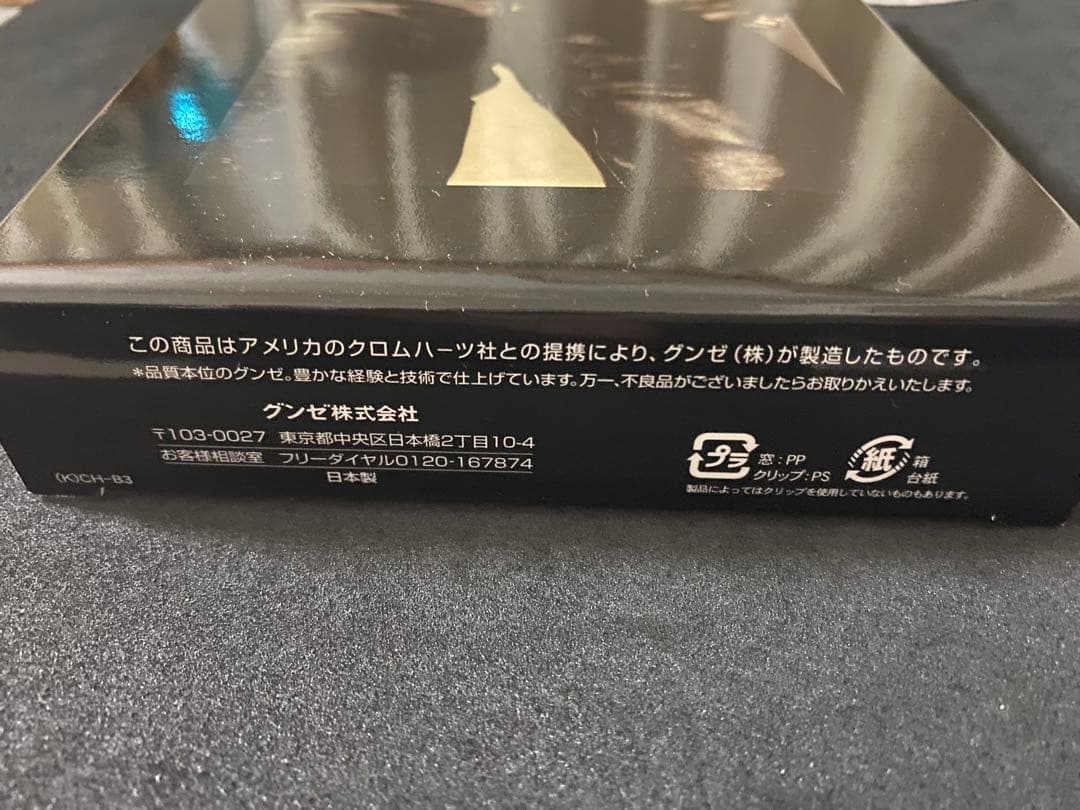 この商品はアメリカのクロムハーツ社との提携により、グンゼ(株)が製造したものです。
*品質本位のグンゼ。豊かな経験と技術で仕上げています。万一、不良品がございましたらお取りかえいたします。
グンゼ株式会社
〒103-0027 東京都中央区日本橋2丁目10-4
お客様相談室 フリーダイヤル0120-167874
日本製
(K)CH-B3
プラ 窓:PP
クリップ:PS
紙 箱
台紙
製品によってはクリップを使用していないものもあります。